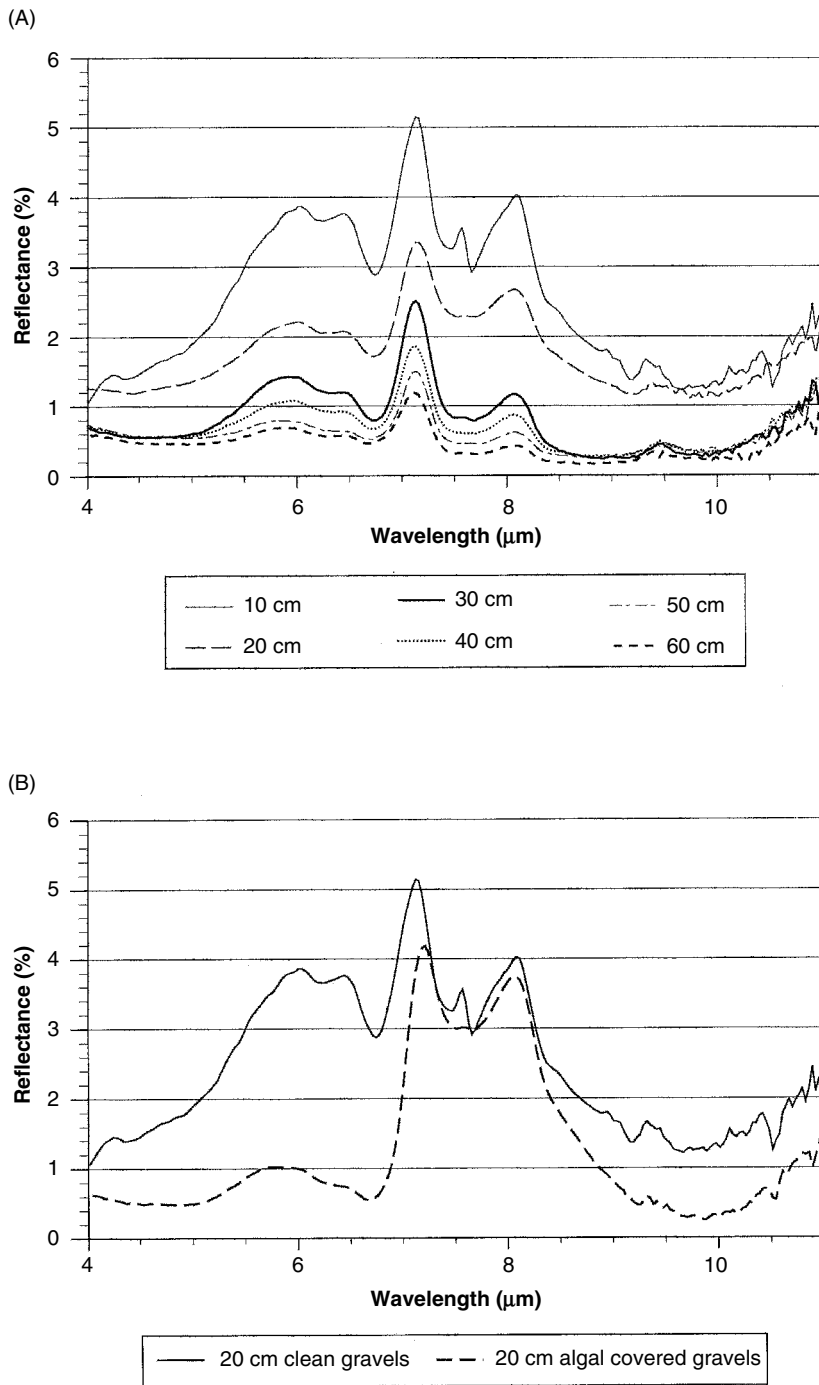 (A)
6
5
4
3
2
1
0
Reflectance (%)
4 6 8 10
Wavelength (μm)
10 cm 30 cm 50 cm
20 cm 40 cm 60 cm
(B)
6
5
4
3
2
1
0
Reflectance (%)
4 6 8 10
Wavelength (μm)
20 cm clean gravels 20 cm algal covered gravels